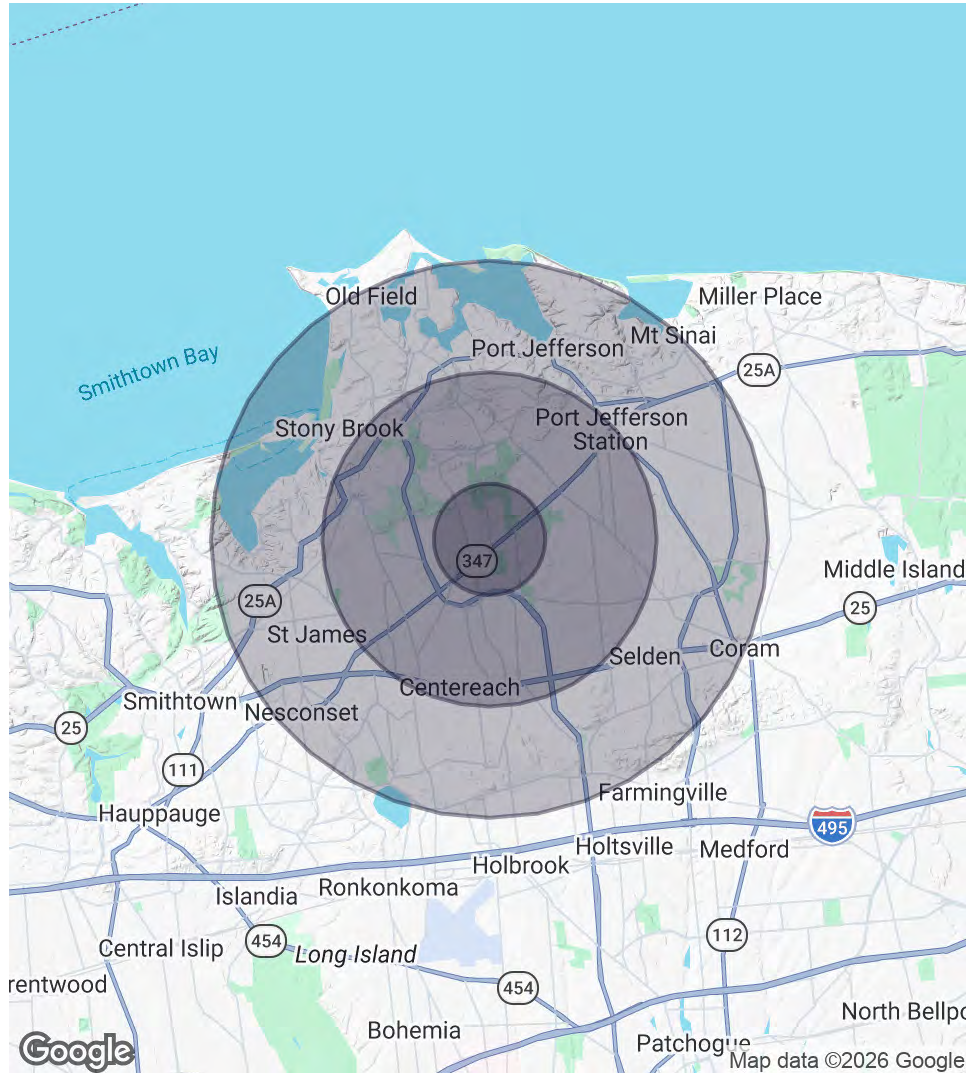 Old Field
Miller Place
Mt Sinai
Port Jefferson
25A
Smithtown Bay
Port Jefferson
Station
Stony Brook
347
Middle Island
25A
25
St James
Selden
Coram
Centereach
Smithtown
Nesconset
25
111
Farmingville
Hauppauge
495
Holtsville
Medford
Holbrook
Ronkonkoma
Islandia
112
454
Central Islip
Long Island
rentwood
454
North Bellpo
Bohemia
Patchogue
Google
Map data ©2026 Google